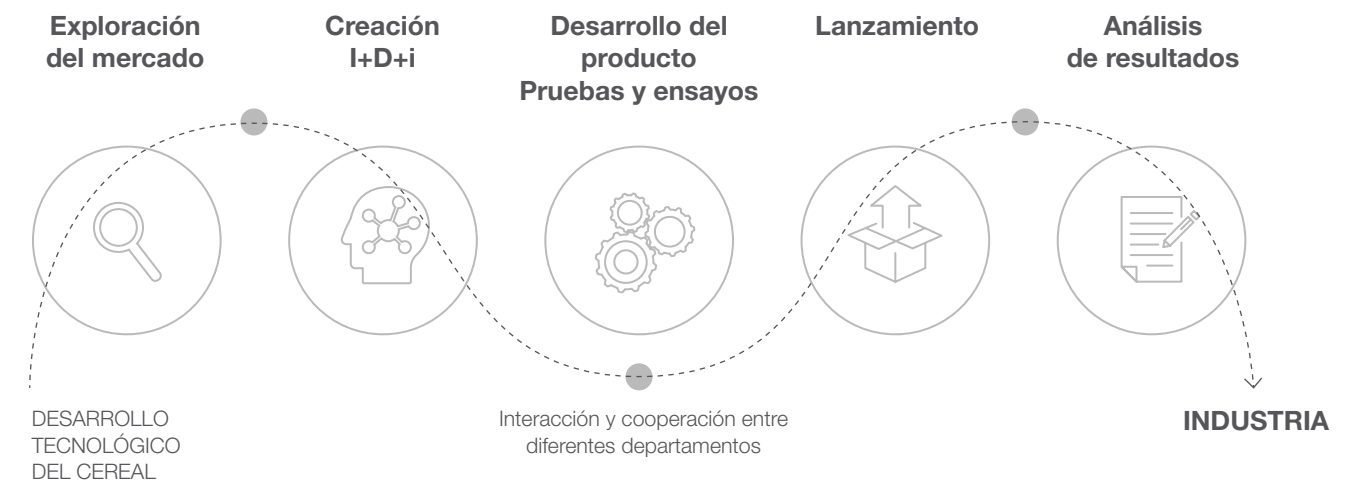 Exploración
del mercado
Creación
I+D+i
Desarrollo del
producto
Pruebas y ensayos
Lanzamiento
Análisis
de resultados
DESARROLLO
TECNOLÓGICO
DEL CEREAL
Interacción y cooperación entre
diferentes departamentos
INDUSTRIA